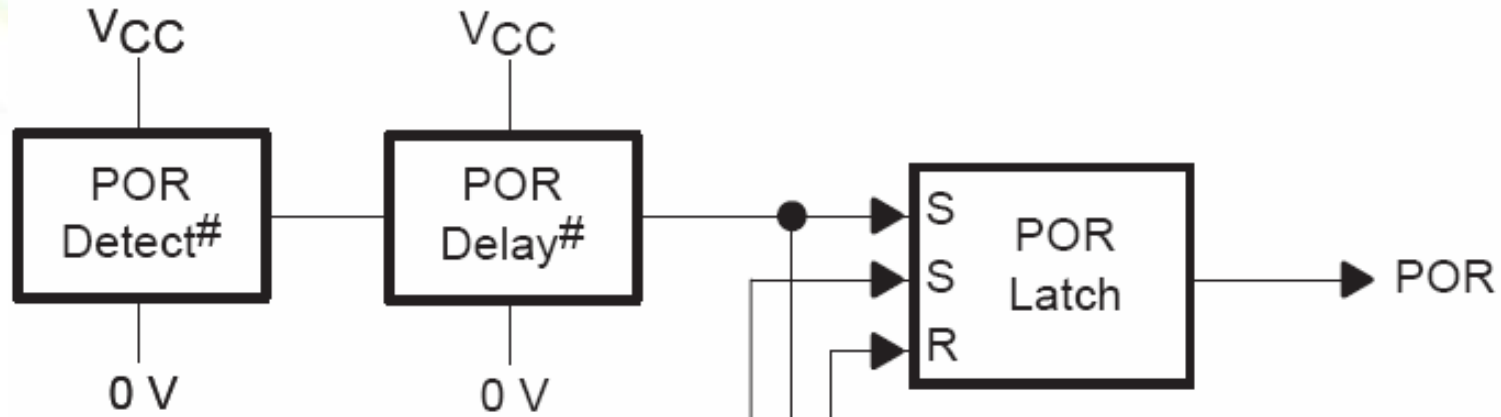 VCC
VCC
POR
Detect#
POR
Delay#
S
S
R
POR
Latch
POR
0 V
0 V